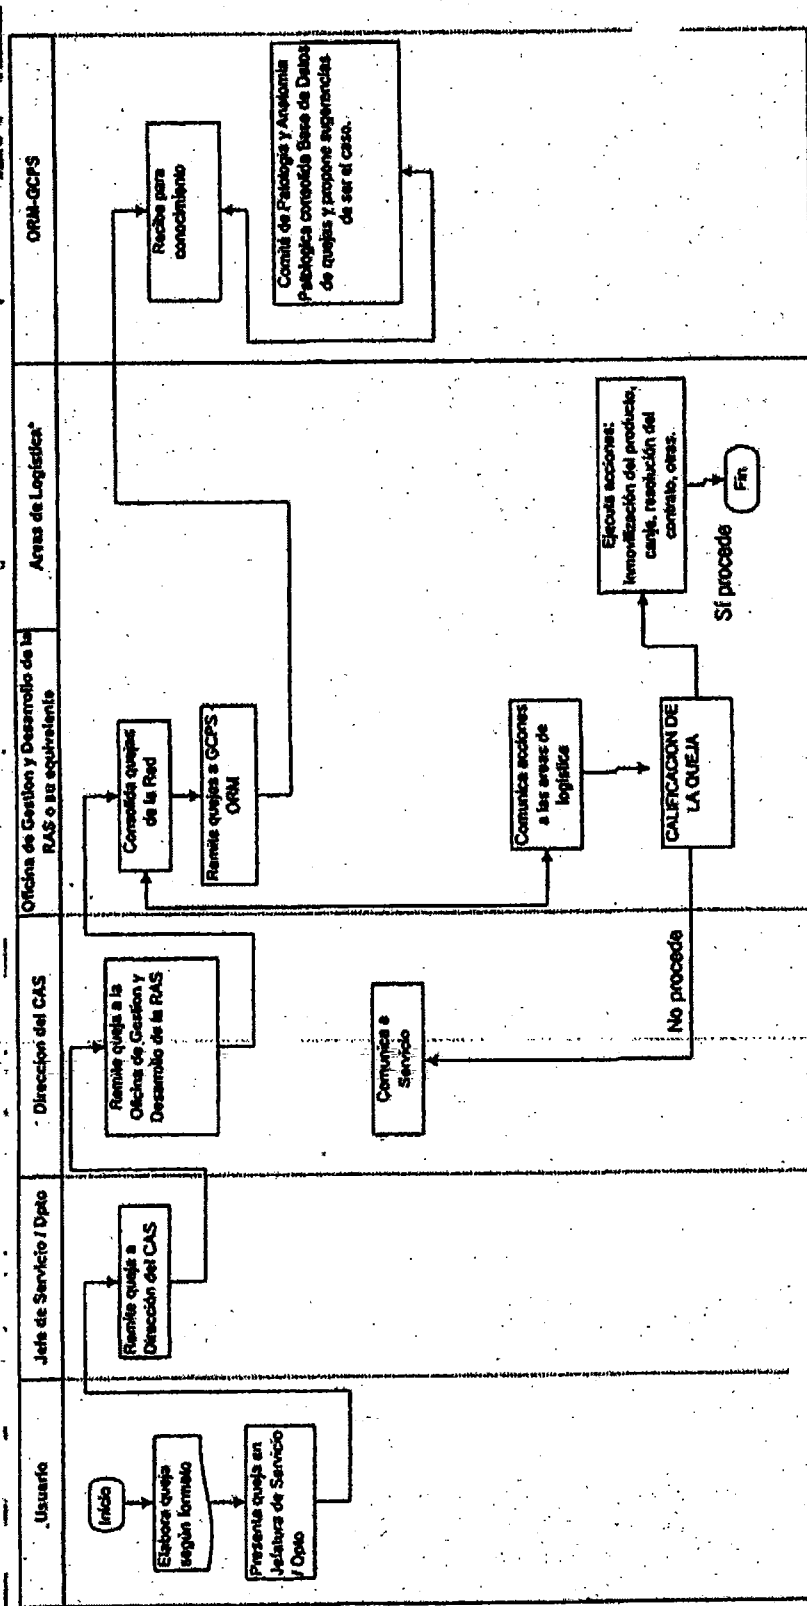 Usuario
Jefe de Servicio / Dpto
Direccion del CAS
Oficina de Gestion y Desarrollo de la
RAS o su equivalente
Areas de Logística*
ORM-GCPS
Inicio
Elabora queja
según formato
Presenta queja en
Jefatura de Servicio
/ Dpto
Remite queja a
Dirección del CAS
Remite queja a la
Oficina de Gestion y
Desarrollo de la RAS
Comunica a
Servicio
No procede
Consolida quejas
de la Red
Remite quejas a GCPS -
ORM
Comunica acciones
a las areas de
logística
CALIFICACION DE
LA QUEJA
Ejecuta acciones:
Inmovilización del producto,
canje, resolución del
contrato, otras.
Sí procede
Fin
Recibe para
conocimiento
Comité de Patología y Anatomía
Patologica consolida Base de Datos
de quejas y propone sugerencias
de ser el caso.